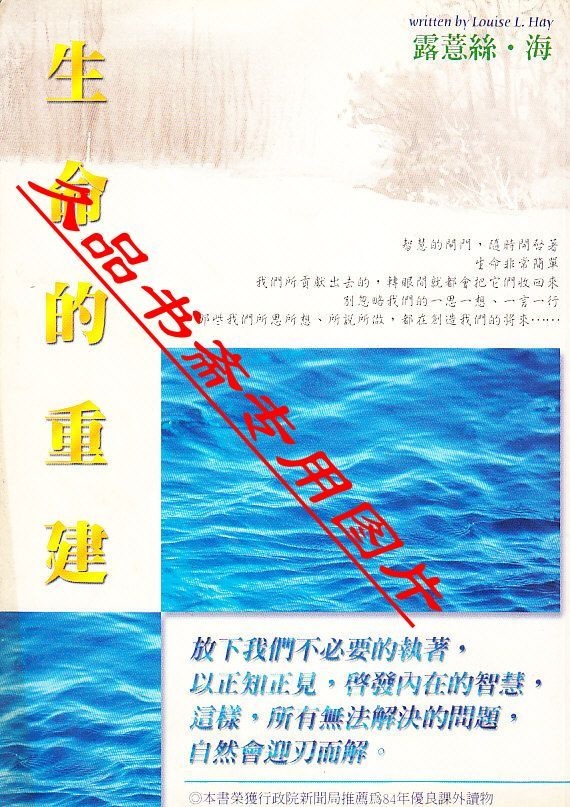 written by Louise L. Hay
露薏絲·海
生命的重建
智慧的閘門，隨時開啓著
生命非常簡單
我們所貢獻出去的，轉眼間就都會把它們收回來
別忽略我們的一思一想、一言一行
那些我們所思所想、所說所做，都在創造我們的將來……
久品书斋专用图片
放下我們不必要的執著，
以正知正見，啓發內在的智慧，
這樣，所有無法解決的問題，
自然會迎刃而解。
◎本書榮獲行政院新聞局推薦爲84年優良課外讀物